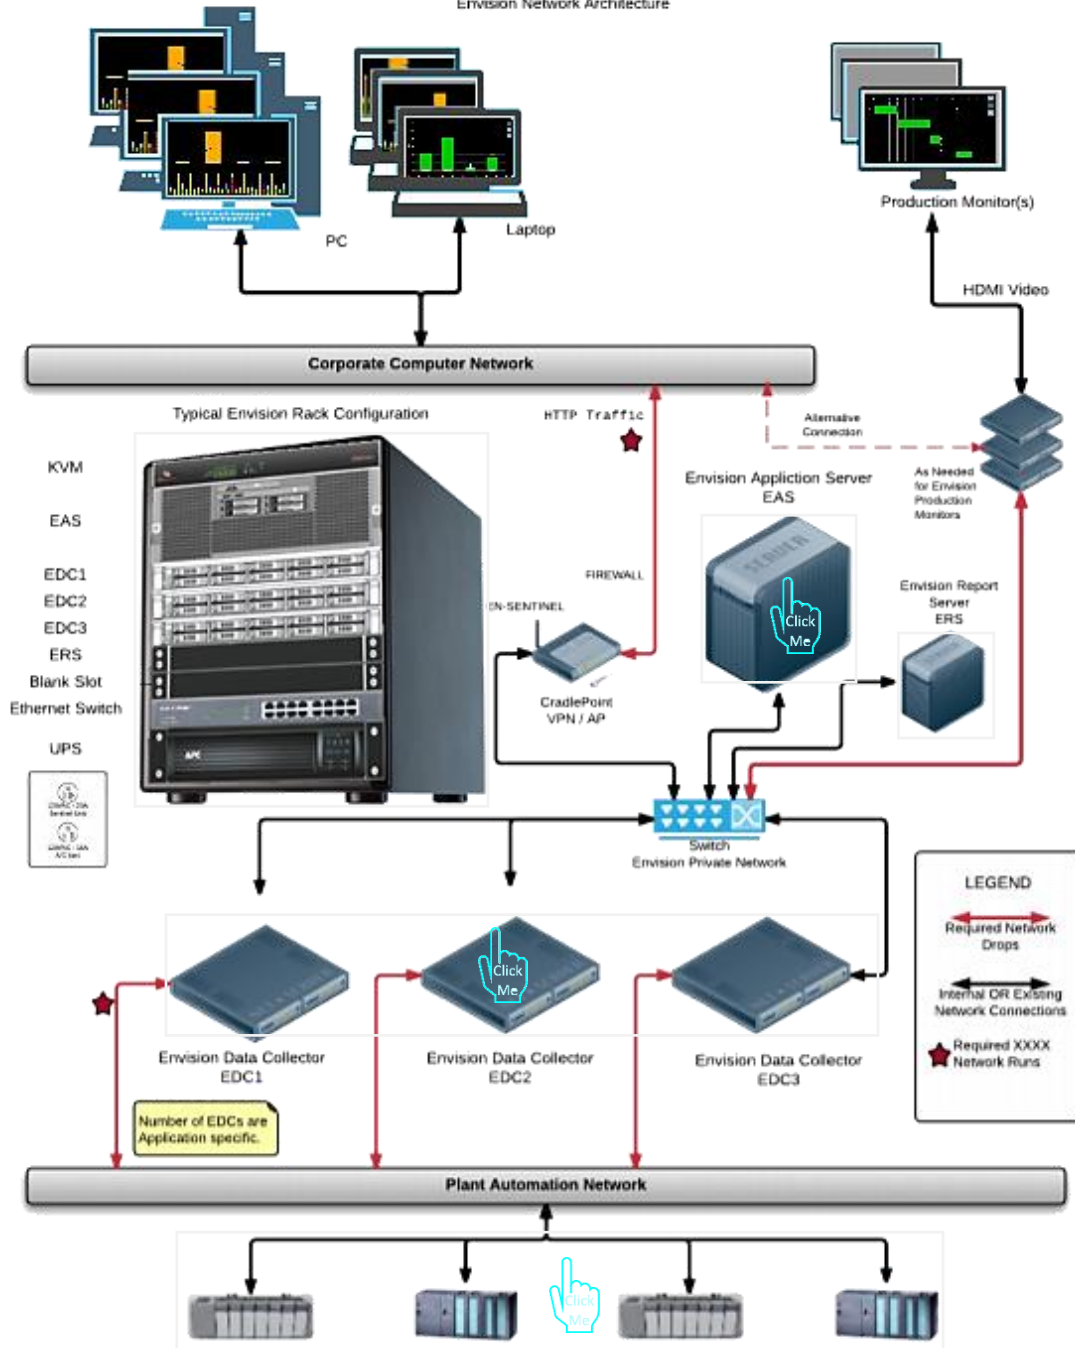 Envision Network Architecture
PC
Laptop
Production Monitor(s)
HDMI Video
Corporate Computer Network
Typical Envision Rack Configuration
HTTP Traffic
Alternative
Connection
As Needed
for Envision
Production
Monitors
KVM
EAS
EDC1
EDC2
EDC3
ERS
Blank Slot
Ethernet Switch
UPS
APC
Envision Appliction Server
EAS
SERVER
Click
Me
FIREWALL
EN-SENTINEL
CradlePoint
VPN / AP
Envision Report
Server
ERS
Switch
Envision Private Network
LEGEND
Required Network
Drops
Internal OR Existing
Network Connections
Required XXXX
Network Runs
Click
Me
Envision Data Collector
EDC1
Envision Data Collector
EDC2
Envision Data Collector
EDC3
Number of EDCs are
Application specific.
Plant Automation Network
Click
Me